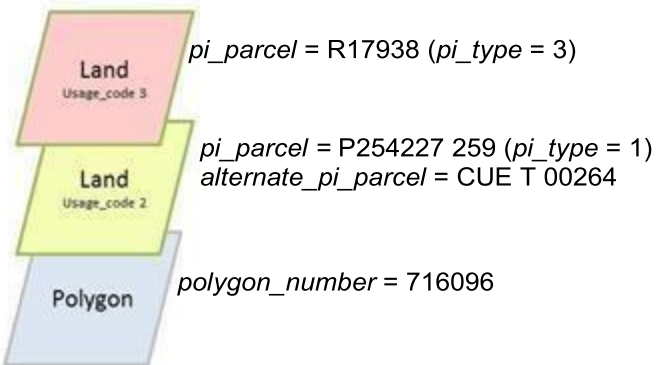 Land
Usage_code 3
pi_parcel = R17938 (pi_type = 3)
Land
Usage_code 2
pi_parcel = P254227 259 (pi_type = 1)
alternate_pi_parcel = CUE T 00264
Polygon
polygon_number = 716096